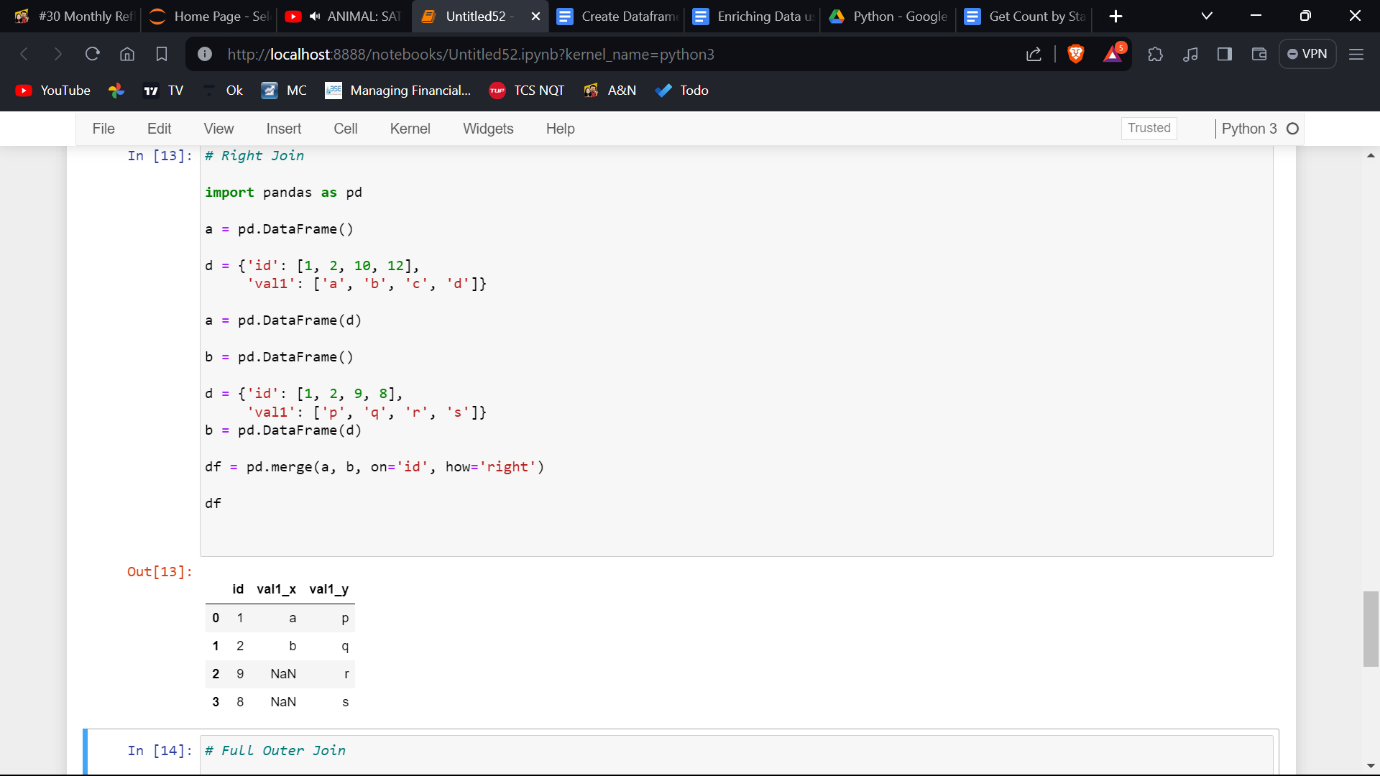 #30 Monthly Refi
Home Page - Sel
ANIMAL: SAT
Untitled52 -
Create Datafram
Enriching Data u
Python - Google
Get Count by Sta
http://localhost:8888/notebooks/Untitled52.ipynb?kernel_name=python3
5
VPN
YouTube
TV
Ok
MC
Managing Financial...
TCS NQT
A&N
Todo
File Edit View Insert Cell Kernel Widgets Help
Trusted
Python 3
In [13]: # Right Join
import pandas as pd
a = pd.DataFrame()
d = {'id': [1, 2, 10, 12],
'val1': ['a', 'b', 'c', 'd']}
a = pd.DataFrame(d)
b = pd.DataFrame()
d = {'id': [1, 2, 9, 8],
'val1': ['p', 'q', 'r', 's']}
b = pd.DataFrame(d)
df = pd.merge(a, b, on='id', how='right')
df
Out[13]:
id val1_x val1_y
0 1 a p
1 2 b q
2 9 NaN r
3 8 NaN s
In [14]: # Full Outer Join